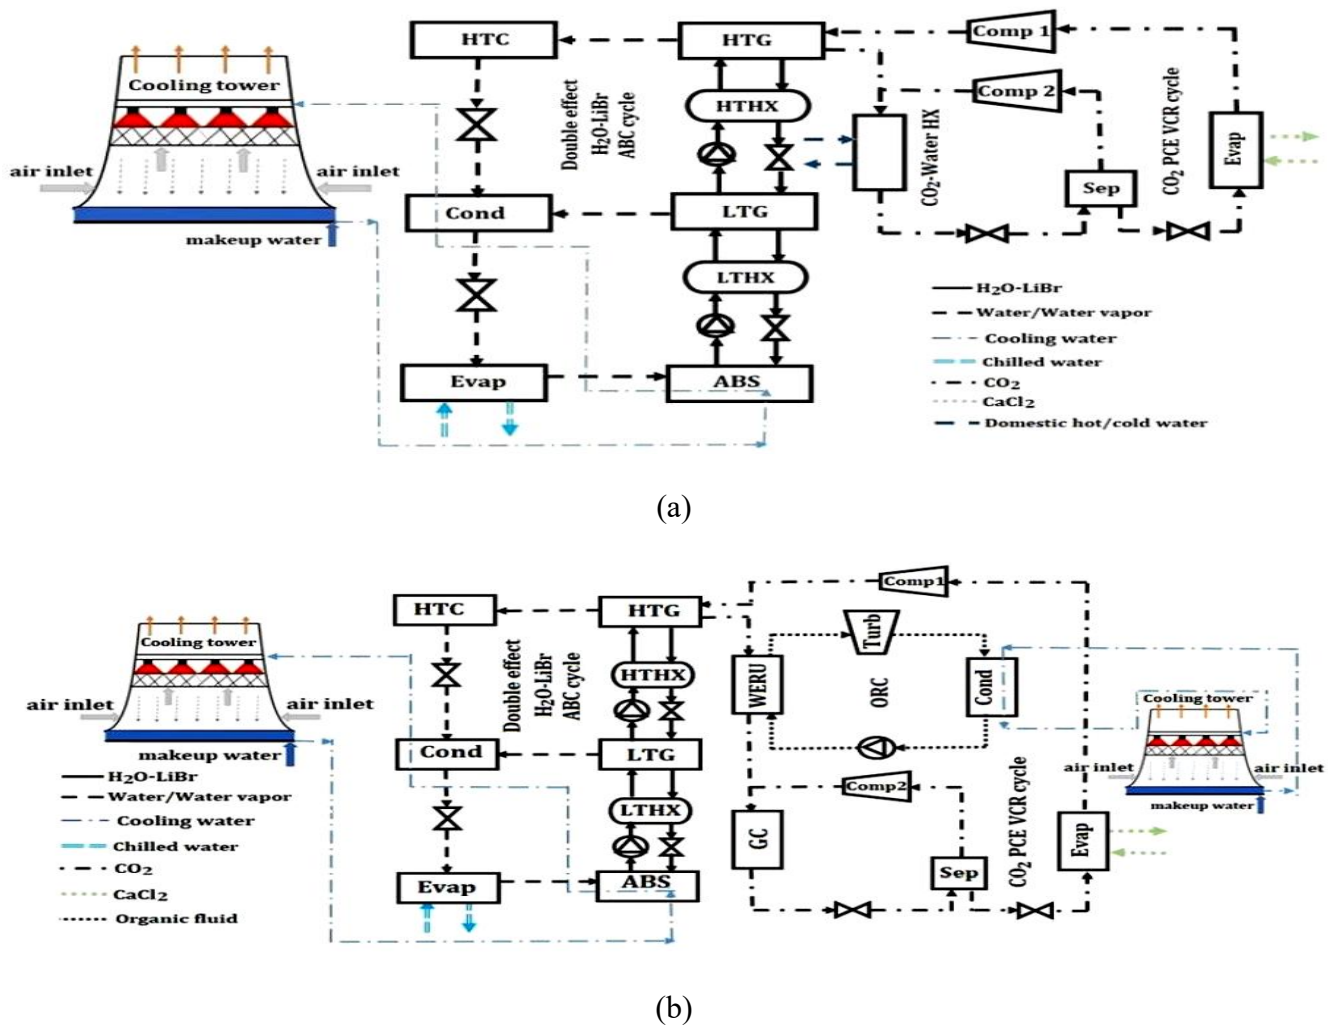 HTC
HTG
Comp 1
Cooling tower
Comp 2
HTHX
Double effect
H2O-LiBr
ABC cycle
CO2-Water HX
CO2 PCE VCR cycle
Evap
air inlet
air inlet
Sep
Cond
LTG
makeup water
LTHX
Evap
ABS
H2O-LiBr
Water/Water vapor
Cooling water
Chilled water
CO2
CaCl2
Domestic hot/cold water
(a)
HTC
HTG
Comp1
Turb
Cooling tower
Double effect
H2O-LiBr
ABC cycle
HTHX
WERU
ORC
Cond
air inlet
air inlet
Cooling tower
makeup water
Cond
LTG
air inlet
air inlet
makeup water
H2O-LiBr
Water/Water vapor
Cooling water
Chilled water
CO2
CaCl2
Organic fluid
LTHX
Comp2
GC
CO2 PCE VCR cycle
Evap
Sep
Evap
ABS
(b)